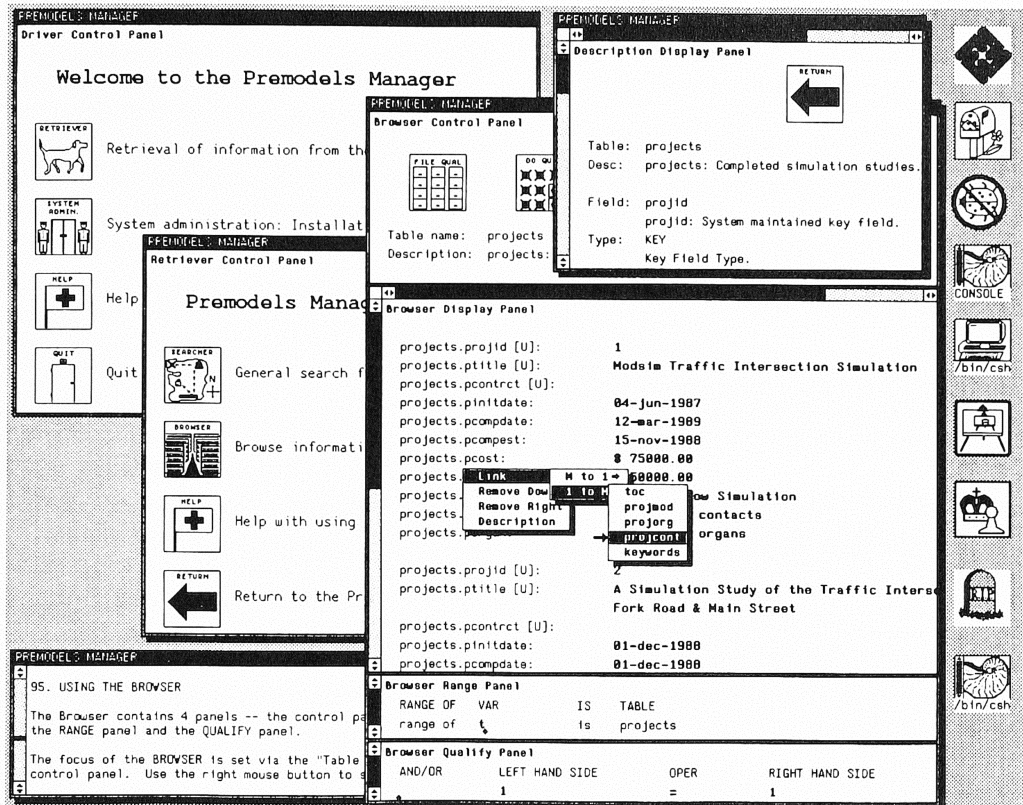 PREMODELS MANAGER
Driver Control Panel
Welcome to the Premodels Manager
RETRIEVER
Retrieval of information from th
SYSTEM
ADMIN.
System administration: Installat
HELP
Help
QUIT
Quit
PREMODELS MANAGER
Retriever Control Panel
Premodels Manag
SEARCHER
N
General search f
BROWSER
Browse informati
HELP
Help with using
RETURN
Return to the Pr
PREMODELS MANAGER
95. USING THE BROWSER
The Browser contains 4 panels -- the control pa
the RANGE panel and the QUALIFY panel.
The focus of the BROWSER is set via the "Table
control panel. Use the right mouse button to s
PREMODELS MANAGER
Browser Control Panel
FILE QUAL
DO QU
Table name: projects
Description: projects:
PREMODELS MANAGER
Description Display Panel
RETURN
Table: projects
Desc: projects: Completed simulation studies.
Field: projid
projid: System maintained key field.
Type: KEY
Key Field Type.
Browser Display Panel
projects.projid [U]: 1
projects.ptitle [U]: Modsim Traffic Intersection Simulation
projects.pcontrct [U]:
projects.pinitdate: 04-jun-1987
projects.pcompdate: 12-mar-1989
projects.pcompest: 15-nov-1988
projects.pcost: $ 75000.00
projects. 50000.00
projects. ow Simulation
projects. contacts
projects. organs
Link
Remove Dow
Remove Right
Description
M to 1
1 to M
toc
projmod
projorg
projcont
keywords
projects.projid [U]: 2
projects.ptitle [U]: A Simulation Study of the Traffic Interse
Fork Road & Main Street
projects.pcontrct [U]:
projects.pinitdate: 01-dec-1988
projects.pcompdate: 01-dec-1988
Browser Range Panel
RANGE OF VAR IS TABLE
range of t is projects
Browser Qualify Panel
AND/OR LEFT HAND SIDE OPER RIGHT HAND SIDE
1 = 1
CONSOLE
/bin/csh
RIP
/bin/csh